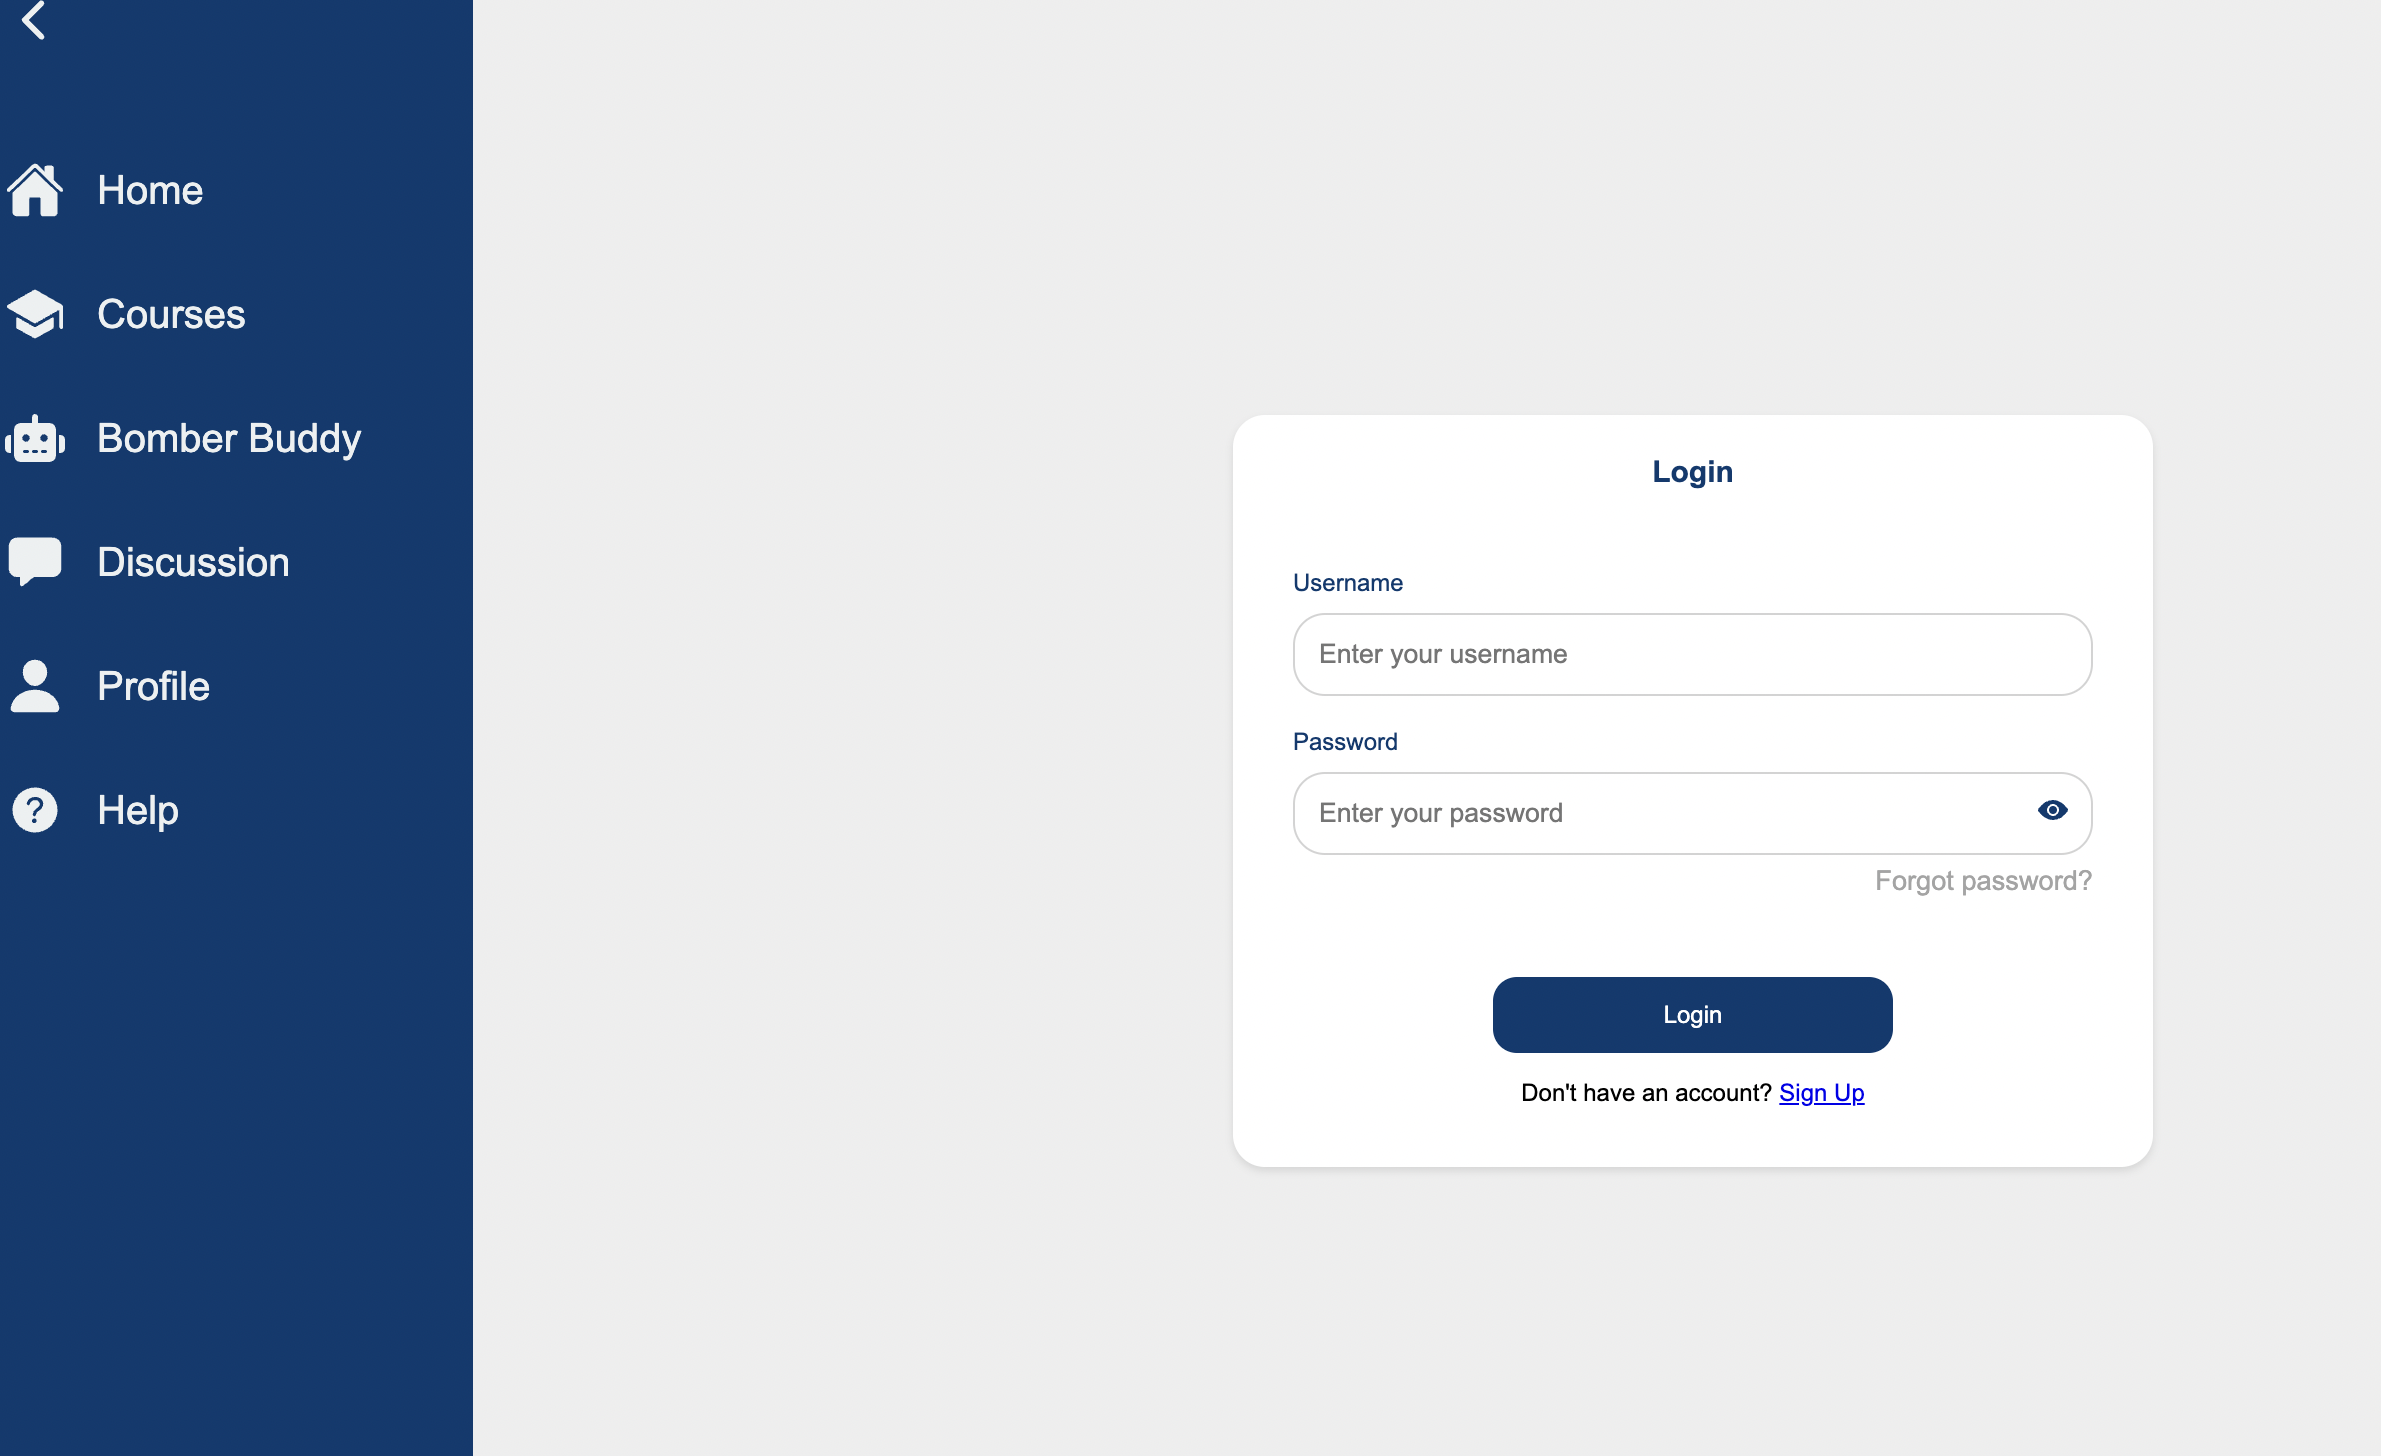 Home
Courses
Bomber Buddy
Discussion
Profile
Help
Login
Username
Enter your username
Password
Enter your password
Forgot password?
Login
Don't have an account? Sign Up